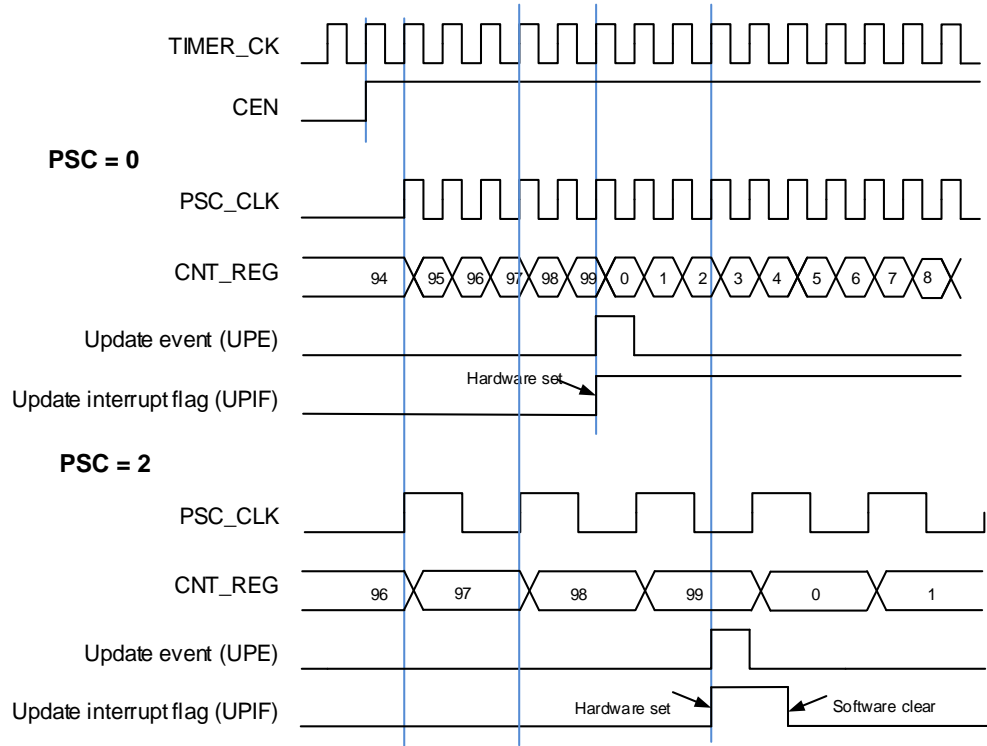 TIMER_CK
CEN
PSC = 0
PSC_CLK
CNT_REG 94 95 96 97 98 99 0 1 2 3 4 5 6 7 8
Update event (UPE)
Hardware set
Update interrupt flag (UPIF)
PSC = 2
PSC_CLK
CNT_REG 96 97 98 99 0 1
Update event (UPE)
Update interrupt flag (UPIF) Hardware set Software clear